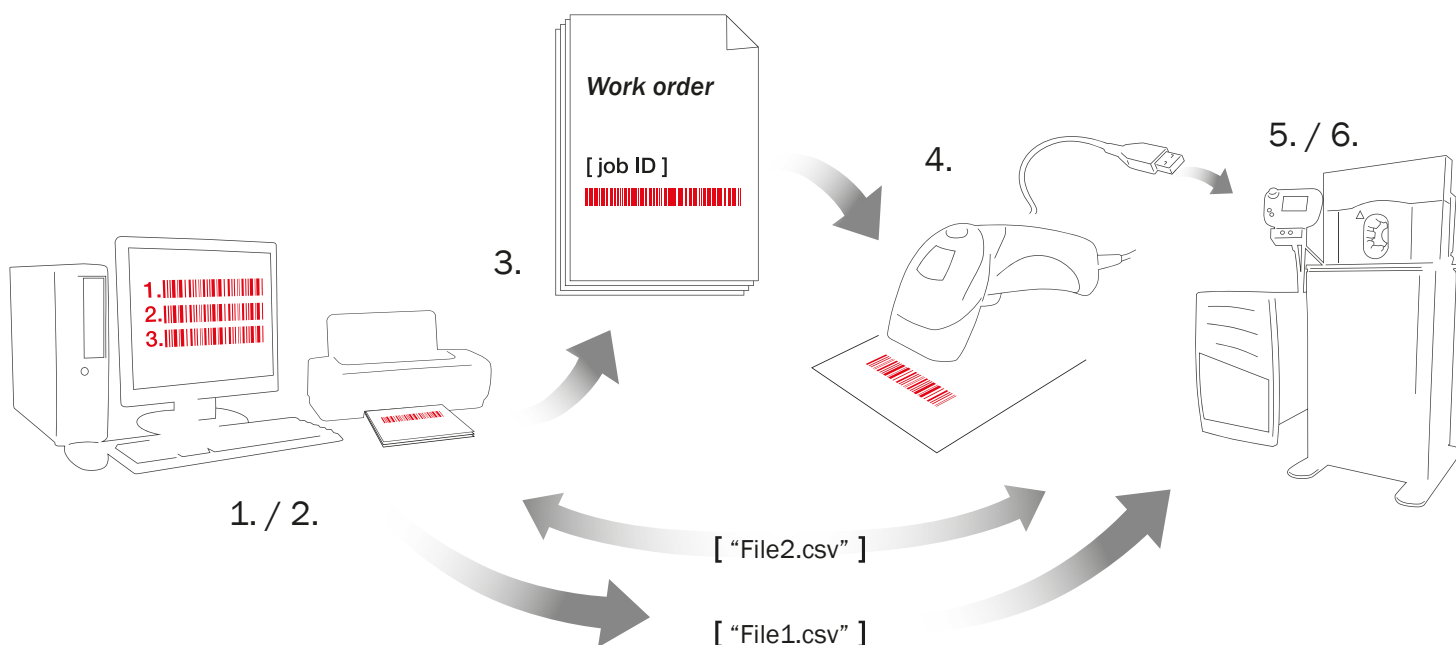 Work order
[ job ID ]
4.
5. / 6.
3.
1.
2.
3.
1. / 2.
[ “File2.csv” ]
[ “File1.csv” ]